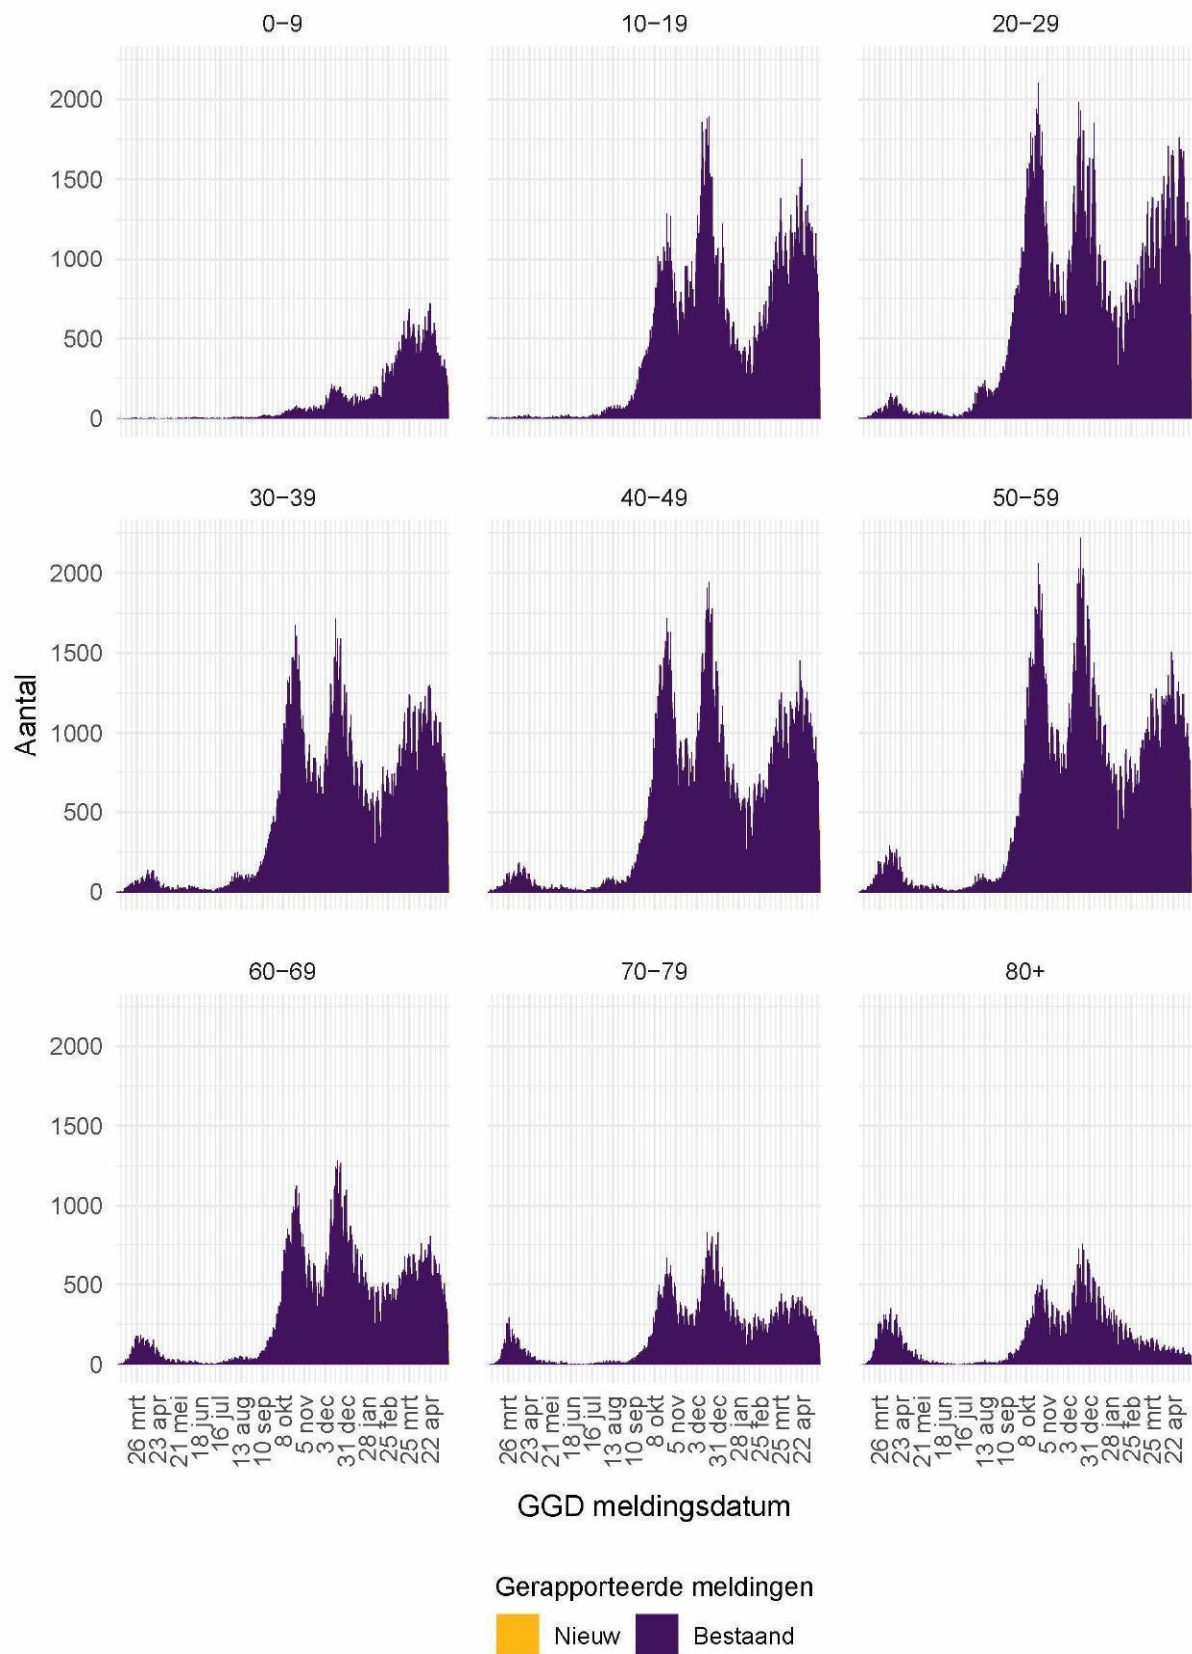 0−9 10−19 20−29
2000
1500
1000
500
0
30−39 40−49 50−59
2000
1500
1000
500
0
Aantal
60−69 70−79 80+
2000
1500
1000
500
0
26 mrt 23 apr 21 mei 18 jun 16 jul 13 aug 10 sep 8 okt 5 nov 3 dec 31 dec 28 jan 25 feb 25 mrt 22 apr
26 mrt 23 apr 21 mei 18 jun 16 jul 13 aug 10 sep 8 okt 5 nov 3 dec 31 dec 28 jan 25 feb 25 mrt 22 apr
26 mrt 23 apr 21 mei 18 jun 16 jul 13 aug 10 sep 8 okt 5 nov 3 dec 31 dec 28 jan 25 feb 25 mrt 22 apr
GGD meldingsdatum
Gerapporteerde meldingen
Nieuw Bestaand